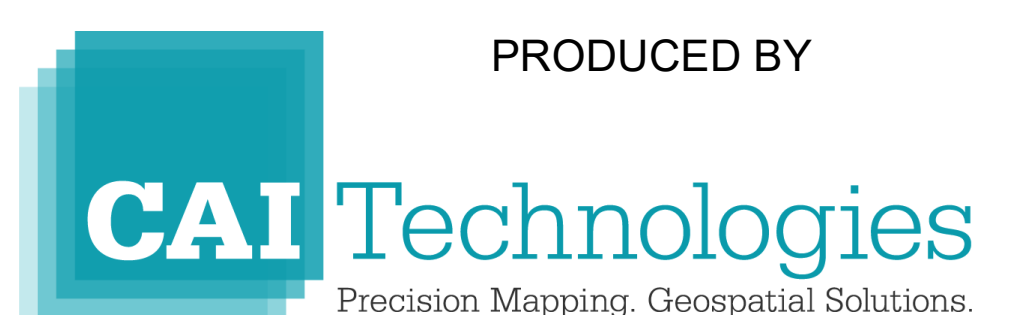 PRODUCED BY
CAI Technologies
Precision Mapping. Geospatial Solutions.